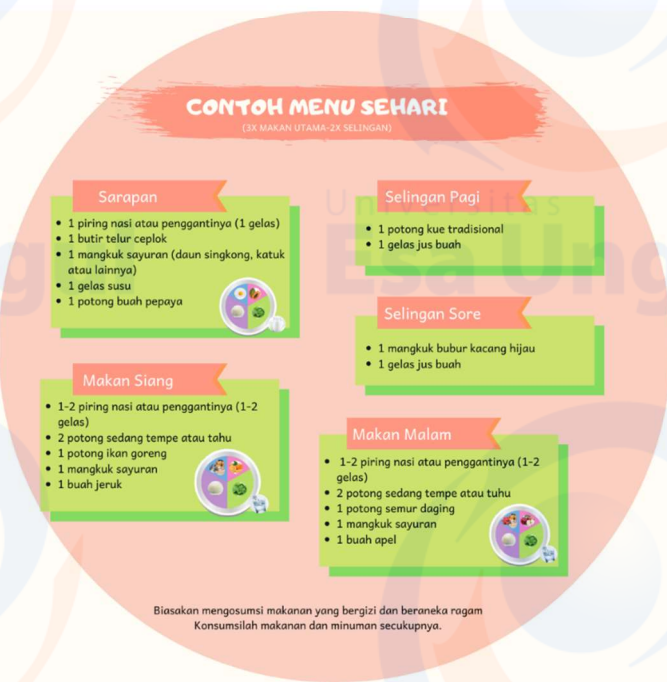 CONTOH MENU SEHARI
(3X MAKAN UTAMA-2X SELINGAN)
Sarapan
• 1 piring nasi atau penggantinya (1 gelas)
• 1 butir telur ceplok
• 1 mangkuk sayuran (daun singkong, katuk
atau lainnya)
• 1 gelas susu
• 1 potong buah pepaya
Selingan Pagi
• 1 potong kue tradisional
• 1 gelas jus buah
Selingan Sore
• 1 mangkuk bubur kacang hijau
• 1 gelas jus buah
Makan Siang
• 1-2 piring nasi atau penggantinya (1-2
gelas)
• 2 potong sedang tempe atau tahu
• 1 potong ikan goreng
• 1 mangkuk sayuran
• 1 buah jeruk
Makan Malam
• 1-2 piring nasi atau penggantinya (1-2
gelas)
• 2 potong sedang tempe atau tuhu
• 1 potong semur daging
• 1 mangkuk sayuran
• 1 buah apel
Biasakan mengosumsi makanan yang bergizi dan beraneka ragam
Konsumsilah makanan dan minuman secukupnya.
Universitas
Esa Ung